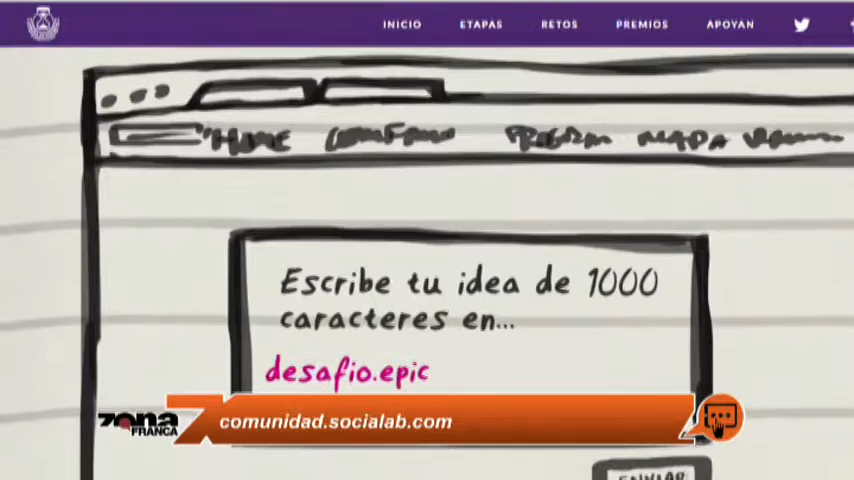 INICIO ETAPAS RETOS PREMIOS APOYAN
HOME
Escribe tu idea de 1000
caracteres en...
desafio.epic
zona
FRANCA
comunidad.socialab.com